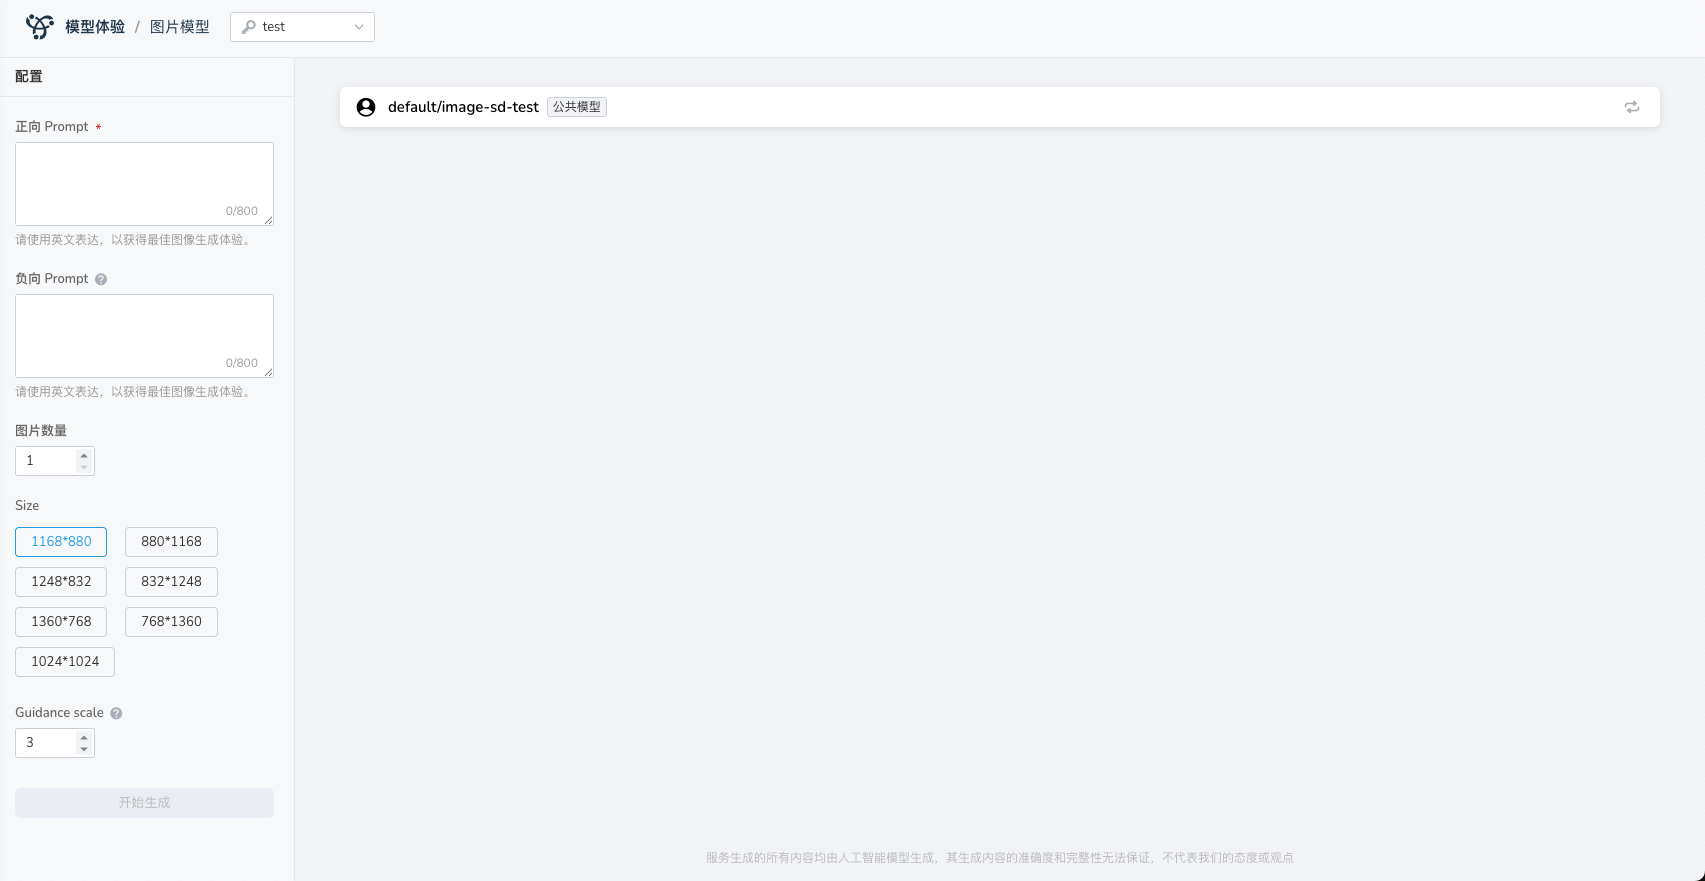 模型体验 / 图片模型 test
配置
正向 Prompt *
0/800
请使用英文表达，以获得最佳图像生成体验。
负向 Prompt ?
0/800
请使用英文表达，以获得最佳图像生成体验。
图片数量
1
Size
1168*880 880*1168
1248*832 832*1248
1360*768 768*1360
1024*1024
Guidance scale ?
3
开始生成
default/image-sd-test 公共模型
服务生成的所有内容均由人工智能模型生成，其生成内容的准确度和完整性无法保证，不代表我们的态度或观点